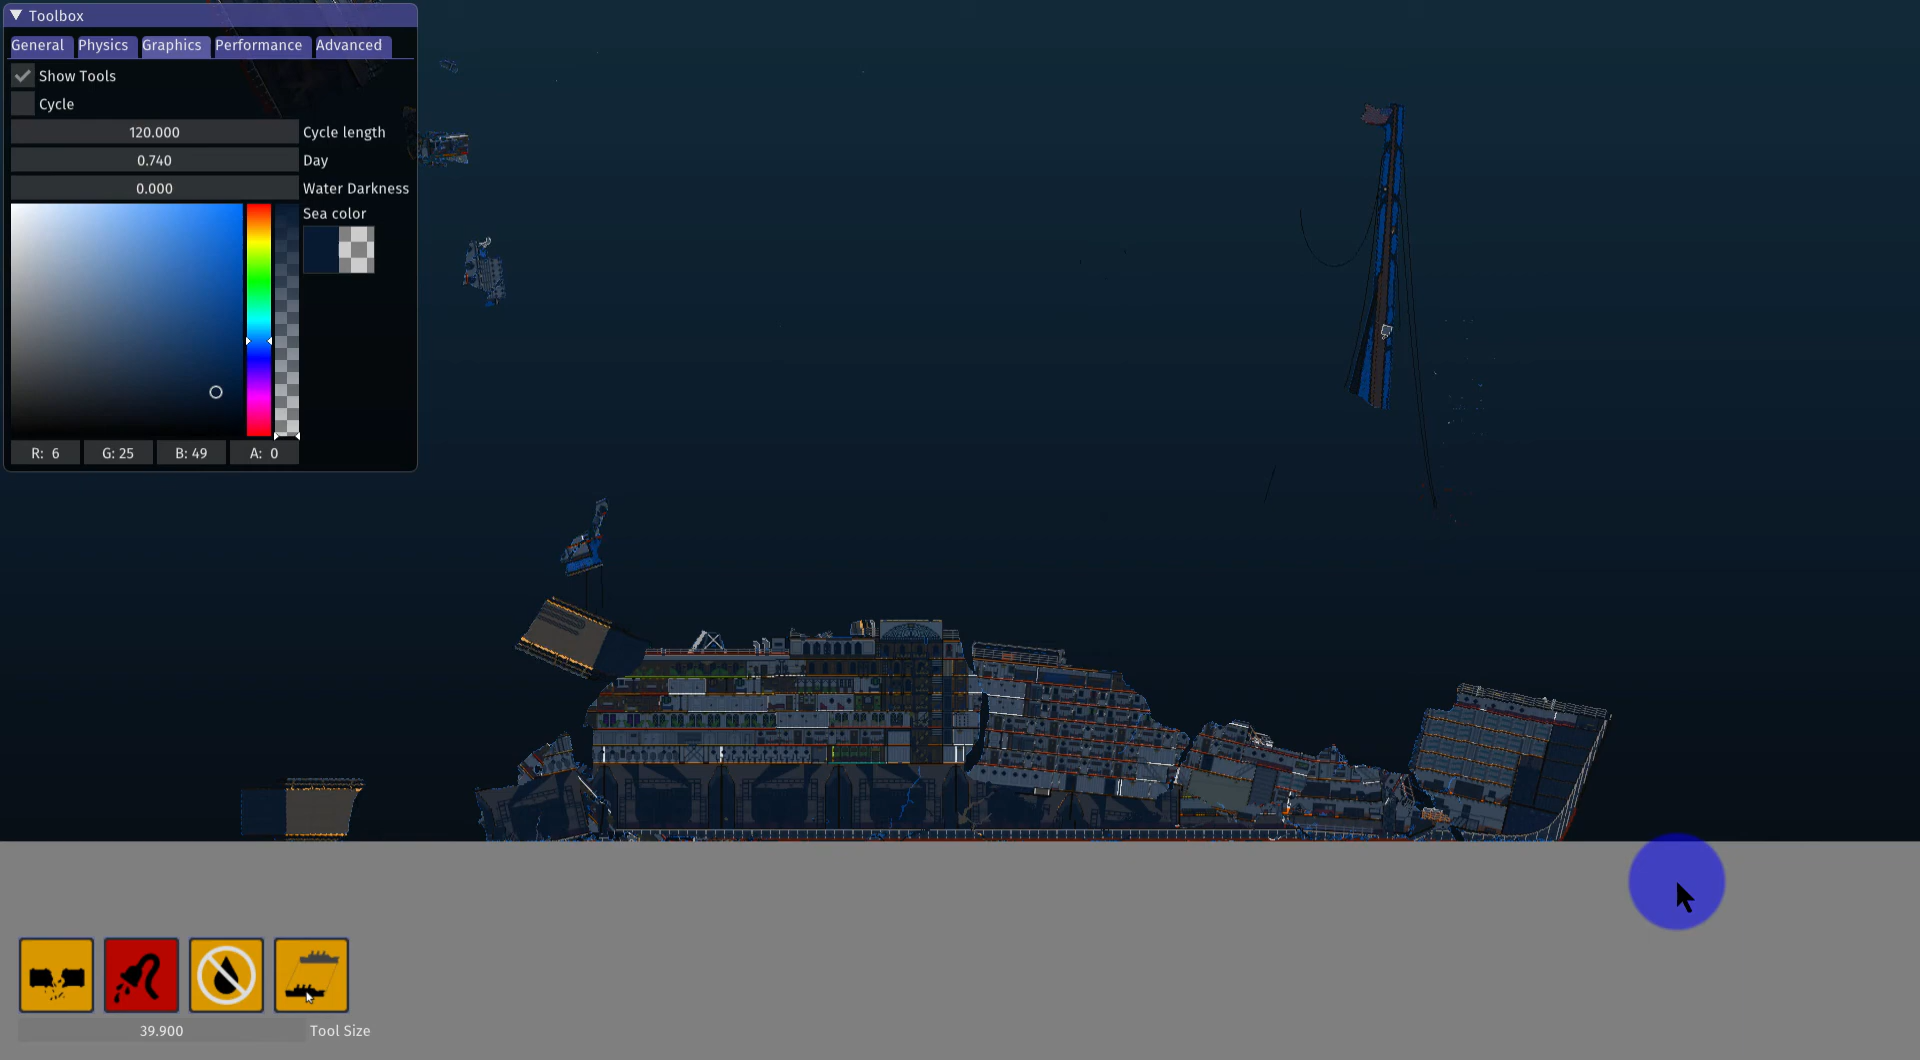 Toolbox
General Physics Graphics Performance Advanced
Show Tools
Cycle
120.000 Cycle length
0.740 Day
0.000 Water Darkness
Sea color
R: 6 G: 25 B: 49 A: 0
39.900 Tool Size